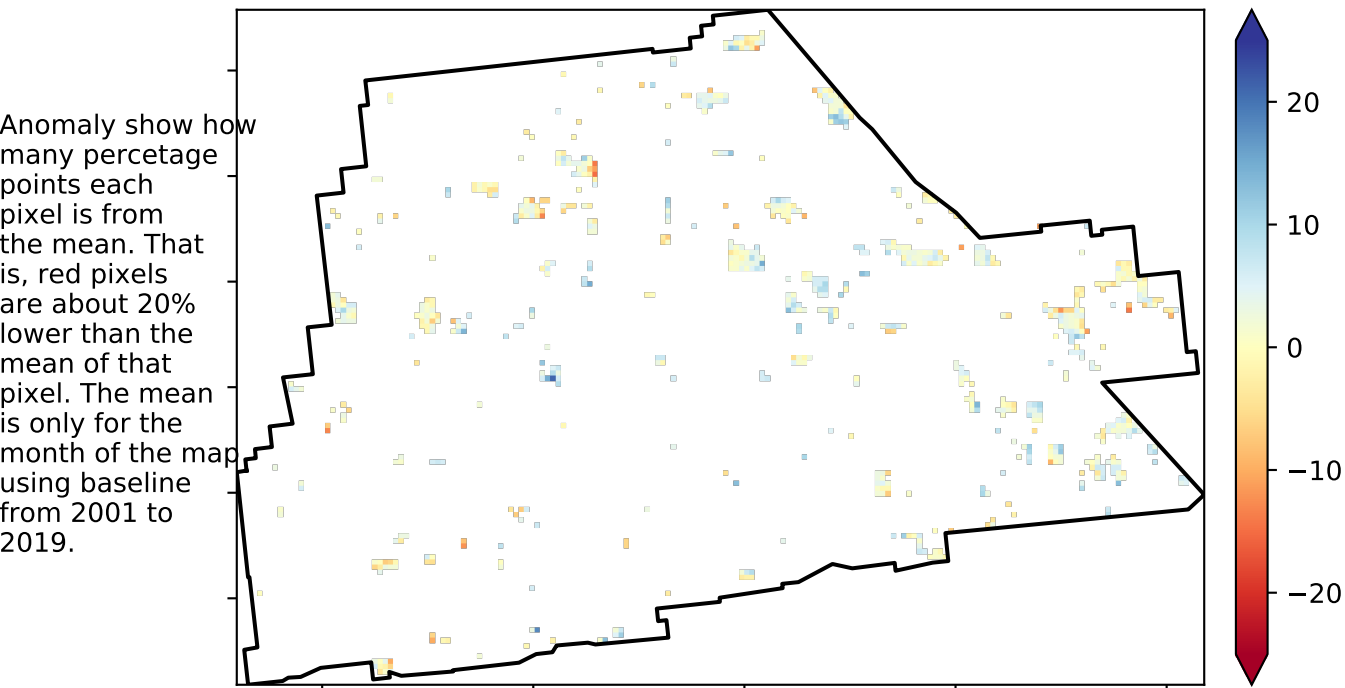 Anomaly show how
many percetage
points each
pixel is from
the mean. That
is, red pixels
are about 20%
lower than the
mean of that
pixel. The mean
is only for the
month of the map
using baseline
from 2001 to
2019.
20
10
0
−10
−20